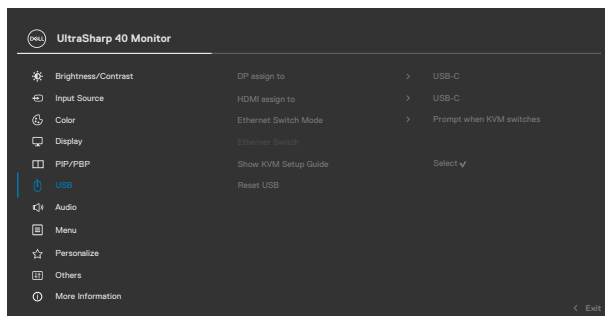 DELL UltraSharp 40 Monitor
Brightness/Contrast DP assign to > USB-C
Input Source HDMI assign to > USB-C
Color Ethernet Switch Mode > Prompt when KVM switches
Display Ethernet Switch
PIP/PBP Show KVM Setup Guide Select ✓
USB Reset USB
Audio
Menu
Personalize
Others
More Information
< Exit